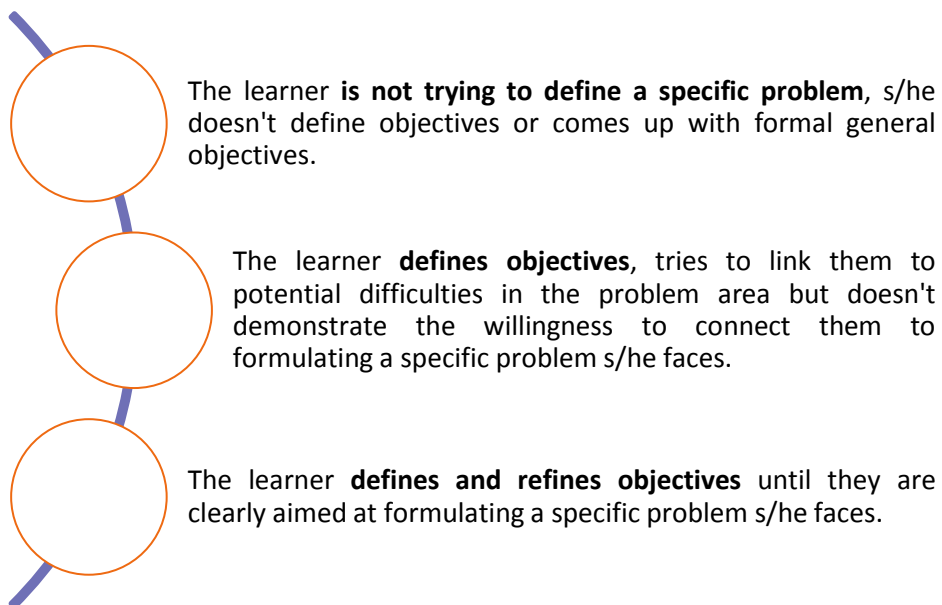 The learner is not trying to define a specific problem, s/he
doesn't define objectives or comes up with formal general
objectives.
The learner defines objectives, tries to link them to
potential difficulties in the problem area but doesn't
demonstrate the willingness to connect them to
formulating a specific problem s/he faces.
The learner defines and refines objectives until they are
clearly aimed at formulating a specific problem s/he faces.